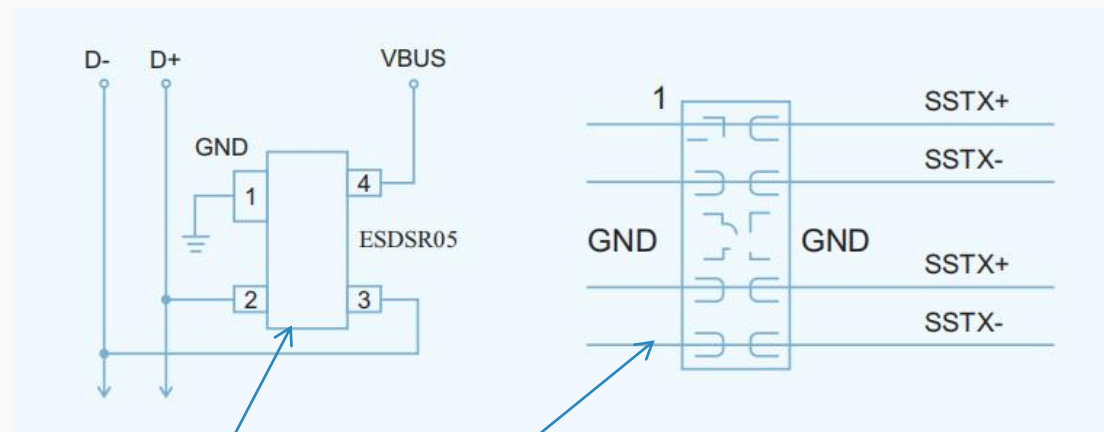 D- D+ VBUS
GND
1
4
ESDSR05
2
3
1
SSTX+
SSTX-
GND GND
SSTX+
SSTX-